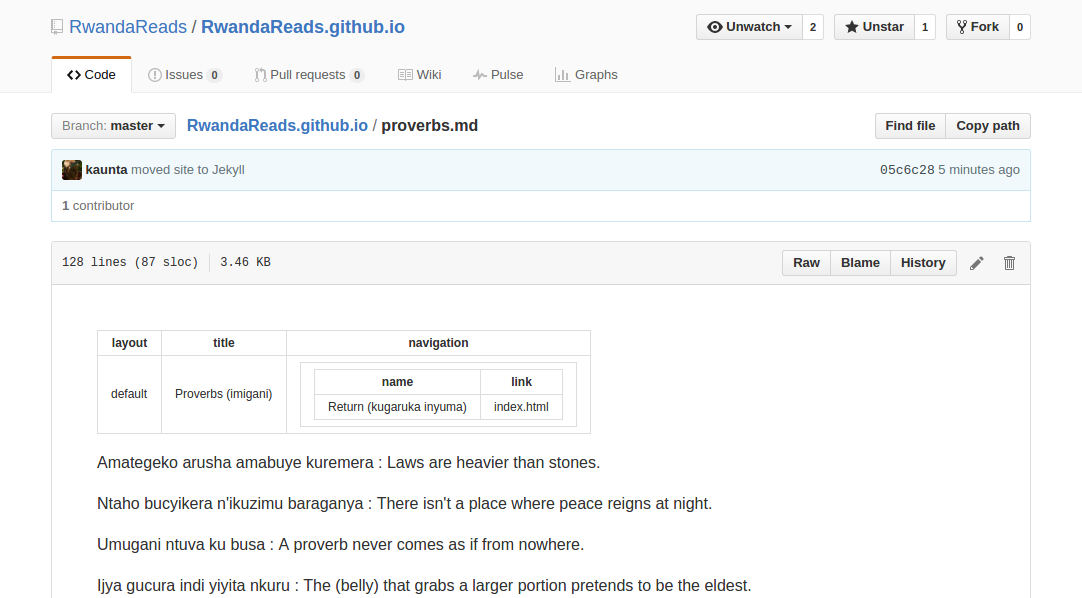 RwandaReads / RwandaReads.github.io
Unwatch 2 Unstar 1 Fork 0
Code Issues 0 Pull requests 0 Wiki Pulse Graphs
Branch: master RwandaReads.github.io / proverbs.md Find file Copy path
kaunta moved site to Jekyll 05c6c28 5 minutes ago
1 contributor
128 lines (87 sloc) 3.46 KB Raw Blame History
layout title navigation
name link
default Proverbs (imigani) Return (kugaruka inyuma) index.html
Amategeko arusha amabuye kuremera : Laws are heavier than stones.
Ntaho bucyikera n'ikuzimu baraganya : There isn't a place where peace reigns at night.
Umugani ntuva ku busa : A proverb never comes as if from nowhere.
Ijya gucura indi yiyita nkuru : The (belly) that grabs a larger portion pretends to be the eldest.